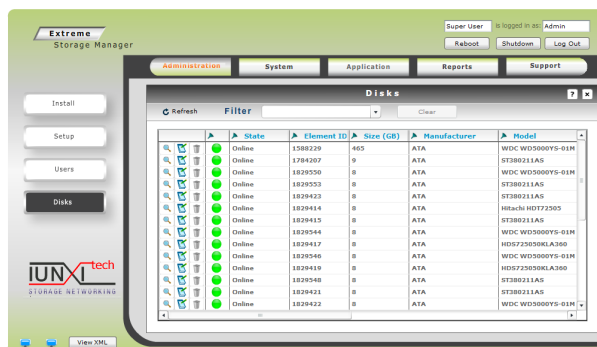 Extreme
Storage Manager
Super User is logged in as: Admin
Reboot Shutdown Log Out
Administration System Application Reports Support
Disks ? x
Install
Setup
Users
Disks
Refresh Filter Clear
State Element ID Size (GB) Manufacturer Model
Online 1588229 465 ATA WDC WD5000YS-01M
Online 1784207 9 ATA ST380211AS
Online 1829550 8 ATA WDC WD5000YS-01M
Online 1829553 8 ATA ST380211AS
Online 1829423 8 ATA ST380211AS
Online 1829414 8 ATA Hitachi HDT72505
Online 1829415 8 ATA ST380211AS
Online 1829544 8 ATA WDC WD5000YS-01M
Online 1829417 8 ATA HDS725050KLA360
Online 1829546 8 ATA WDC WD5000YS-01M
Online 1829419 8 ATA HDS725050KLA360
Online 1829548 8 ATA ST380211AS
Online 1829421 8 ATA ST380211AS
Online 1829422 8 ATA WDC WD5000YS-01M
IUNXI tech
STORAGE NETWORKING
View XML